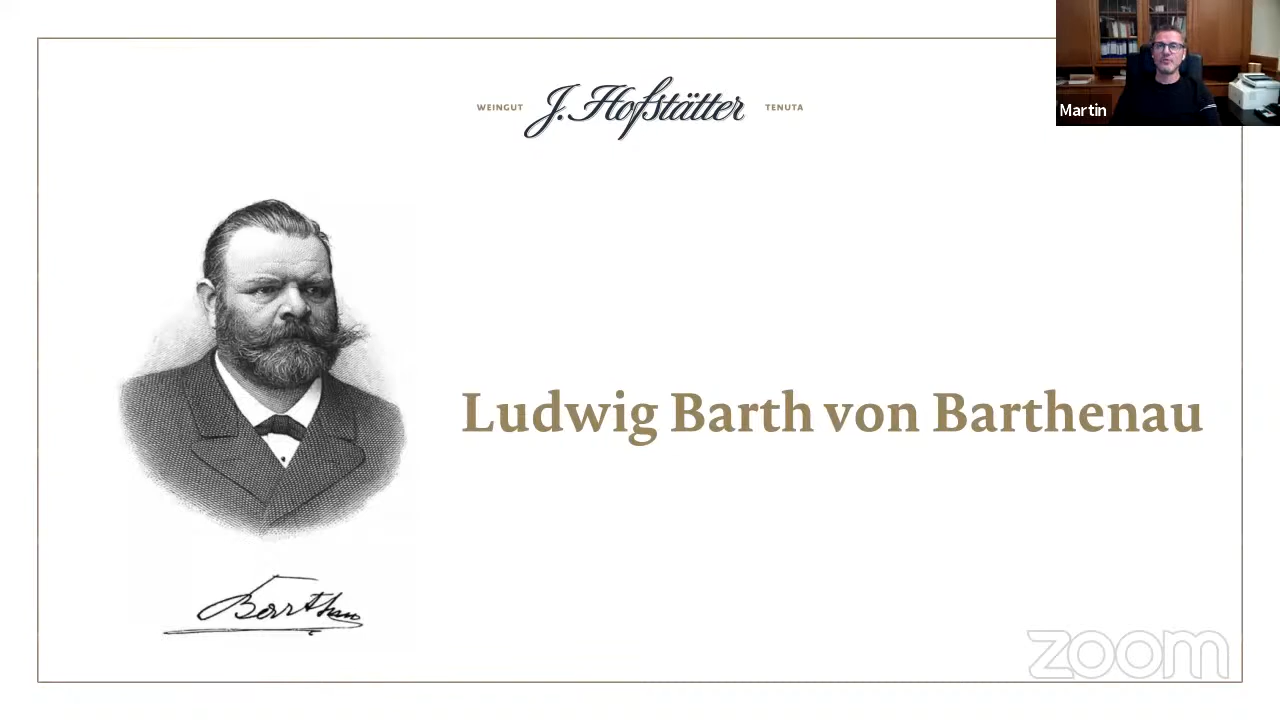 WEINGUT J. Hofstätter TENUTA
Martin
Ludwig Barth von Barthenau
zoom